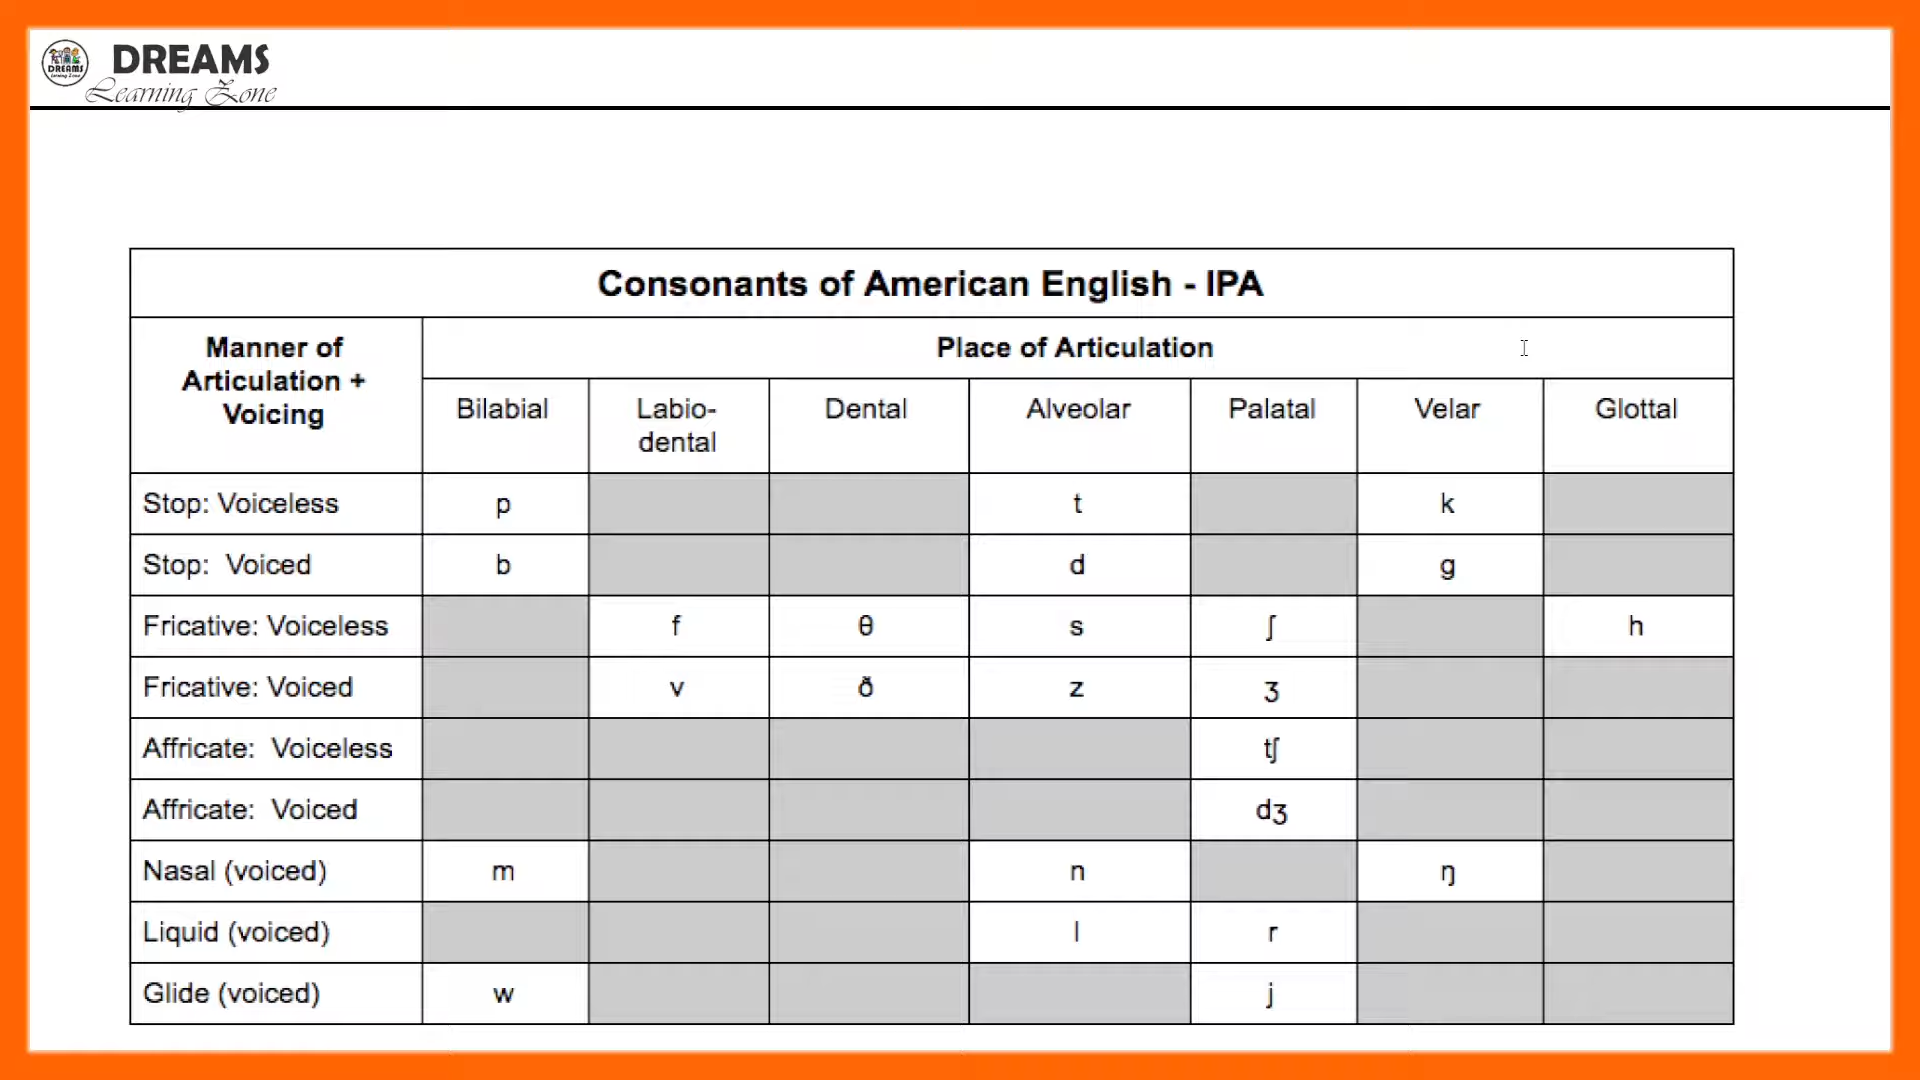 DREAMS
DREAMS
Learning Zone
Consonants of American English - IPA
Manner of Articulation + Voicing
Place of Articulation
Bilabial Labio-dental Dental Alveolar Palatal Velar Glottal
Stop: Voiceless p t k
Stop: Voiced b d g
Fricative: Voiceless f θ s ʃ h
Fricative: Voiced v ð z ʒ
Affricate: Voiceless tʃ
Affricate: Voiced dʒ
Nasal (voiced) m n ŋ
Liquid (voiced) l r
Glide (voiced) w j